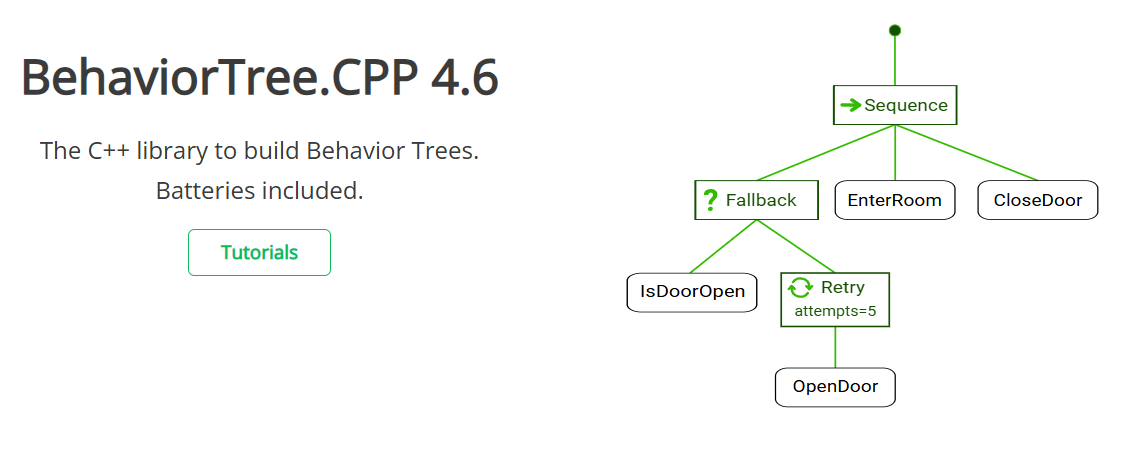 BehaviorTree.CPP 4.6
The C++ library to build Behavior Trees.
Batteries included.
Tutorials
Sequence
? Fallback
EnterRoom
CloseDoor
IsDoorOpen
Retry
attempts=5
OpenDoor